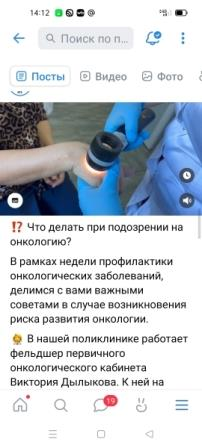 14:12
Поиск по п...
Посты
Видео
Фото
⁉️ Что делать при подозрении на
онкологию?
В рамках недели профилактики
онкологических заболеваний,
делимся с вами важными
советами в случае возникновения
риска развития онкологии.
В нашей поликлинике работает
фельдшер первичного
онкологического кабинета
Виктория Дылыкова. К ней на
19